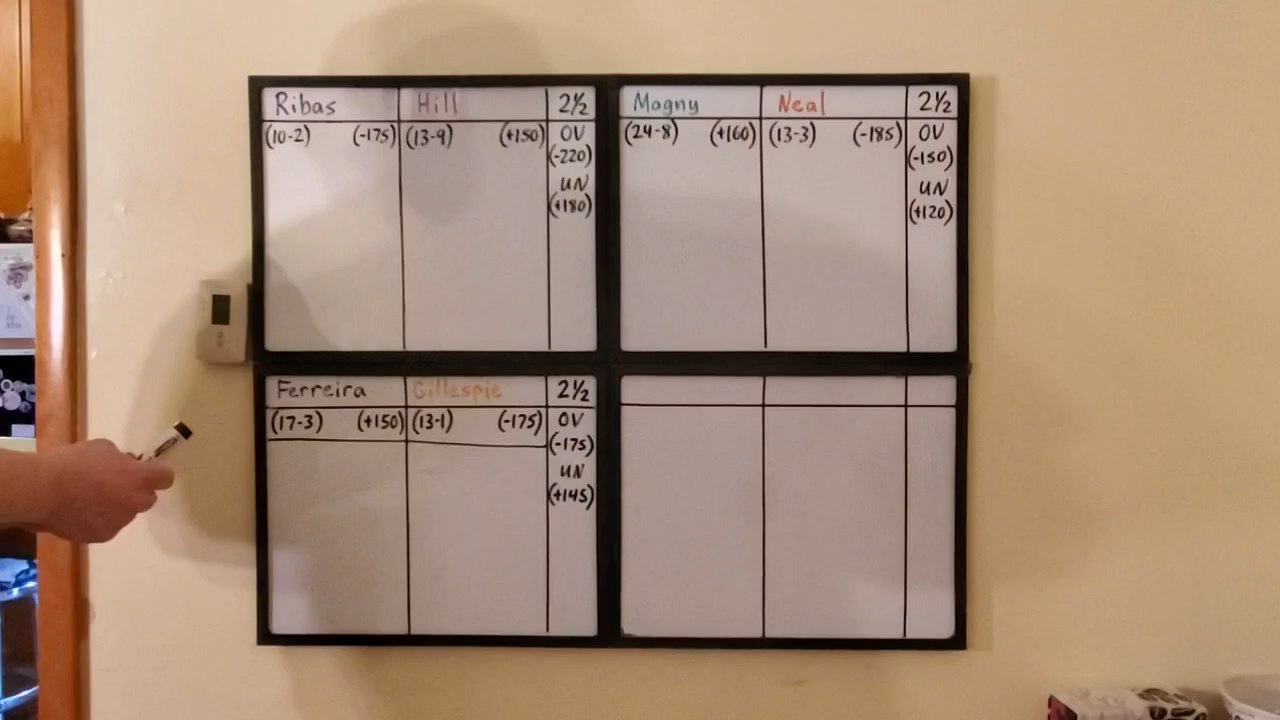 Ribas Hill 2½
(10-2) (-175) (13-9) (+150) OV
(-220)
UN
(+180)
Magny Neal 2½
(24-8) (+160) (13-3) (-185) OV
(-150)
UN
(+120)
Ferreira Gillespie 2½
(17-3) (+150) (13-1) (-175) OV
(-175)
UN
(+145)